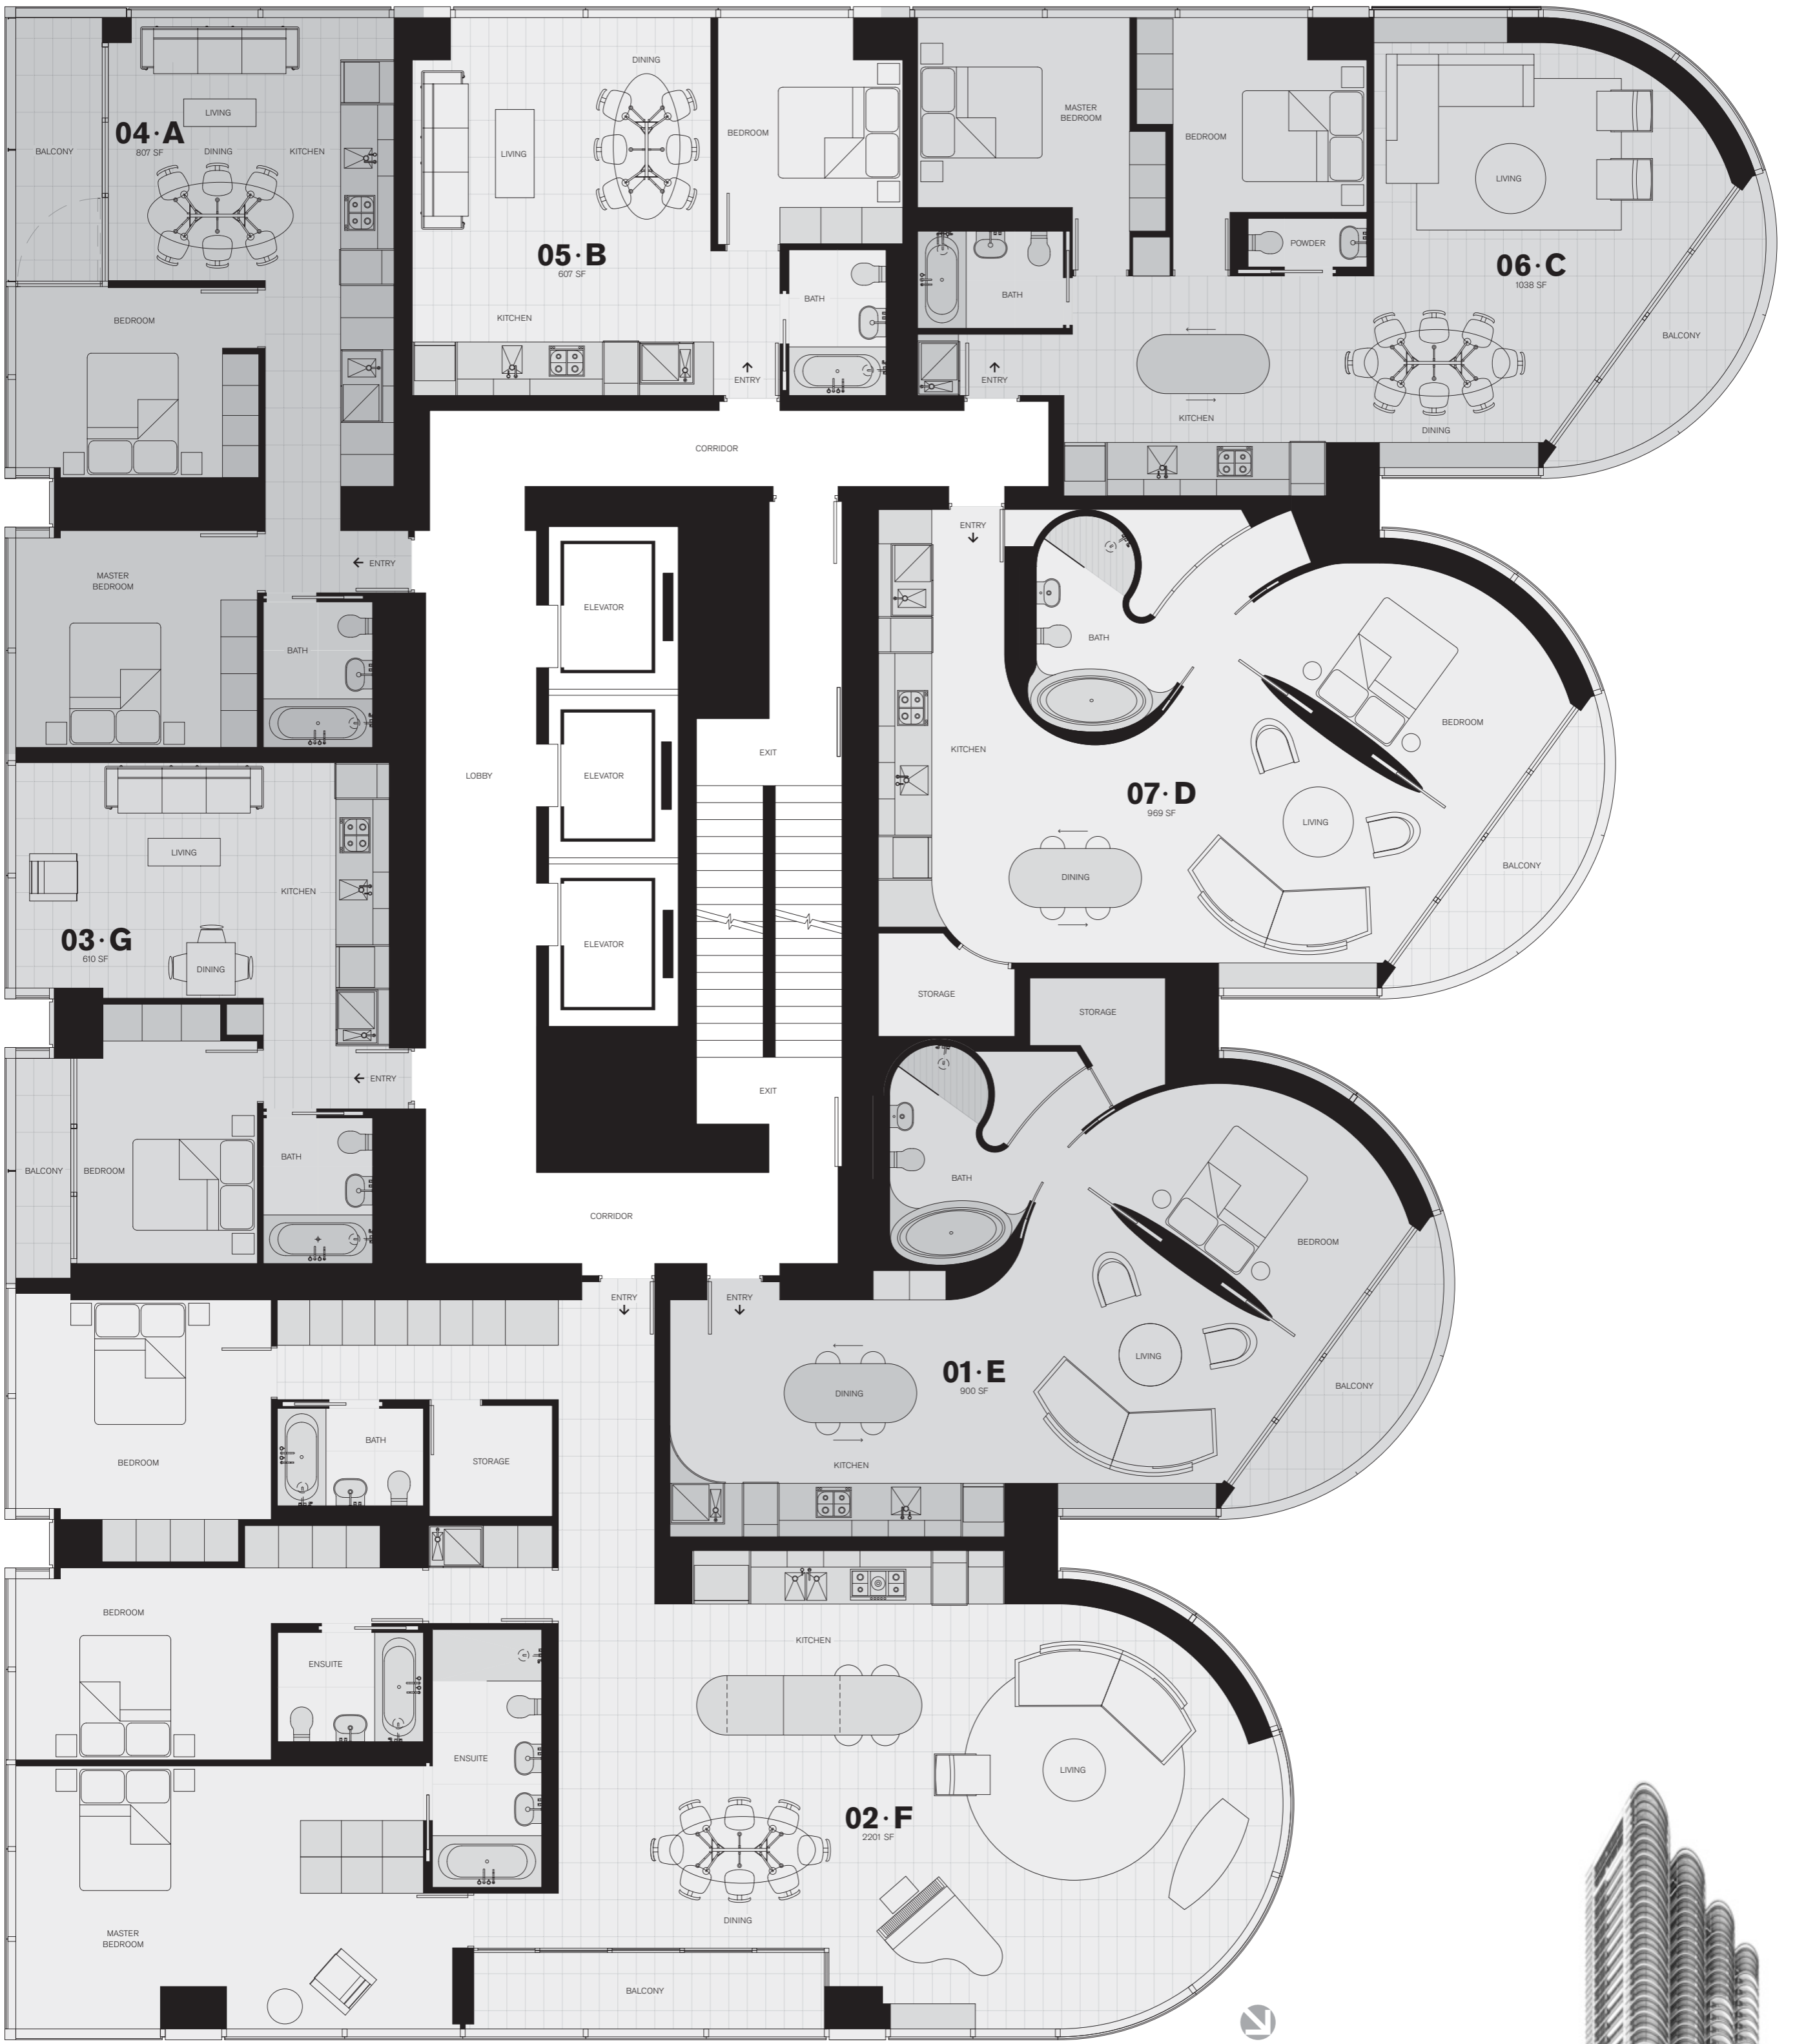 BALCONY
04·A
807 SF
LIVING
DINING
KITCHEN
BEDROOM
MASTER
BEDROOM
BATH
ENTRY
DINING
LIVING
BEDROOM
05·B
607 SF
KITCHEN
BATH
ENTRY
MASTER
BEDROOM
BEDROOM
POWDER
LIVING
06·C
1038 SF
BATH
ENTRY
KITCHEN
DINING
BALCONY
CORRIDOR
LOBBY
ELEVATOR
ELEVATOR
ELEVATOR
EXIT
EXIT
CORRIDOR
ENTRY
BATH
KITCHEN
BEDROOM
07·D
969 SF
LIVING
DINING
BALCONY
STORAGE
LIVING
KITCHEN
03·G
610 SF
DINING
ENTRY
BALCONY
BEDROOM
BATH
STORAGE
BATH
BEDROOM
ENTRY
01·E
900 SF
LIVING
DINING
BALCONY
KITCHEN
ENTRY
BEDROOM
BATH
STORAGE
BEDROOM
ENSUITE
ENSUITE
KITCHEN
LIVING
02·F
2201 SF
DINING
MASTER
BEDROOM
BALCONY